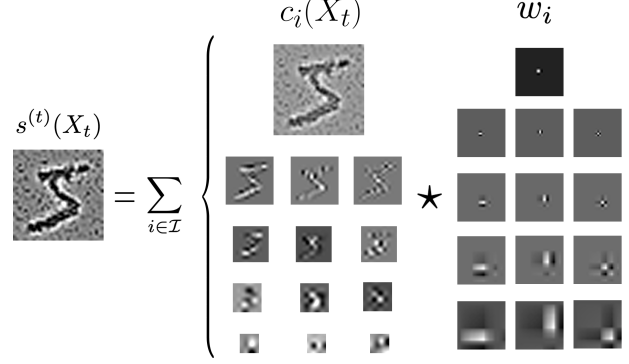 c_i(X_t) w_i
s^{(t)}(X_t)
= ∑_{i∈ℐ} { ⋆